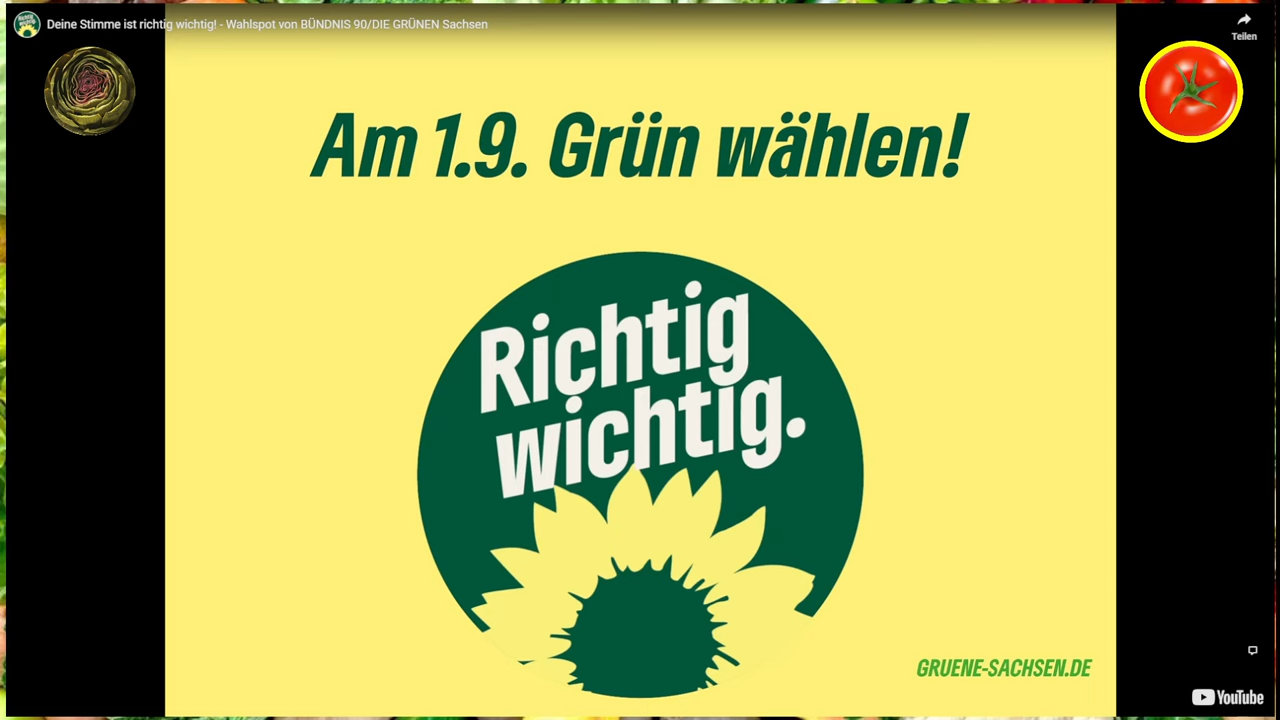 Deine Stimme ist richtig wichtig! - Wahlspot von BÜNDNIS 90/DIE GRÜNEN Sachsen
Teilen
Am 1.9. Grün wählen!
Richtig
wichtig.
GRUENE-SACHSEN.DE
YouTube